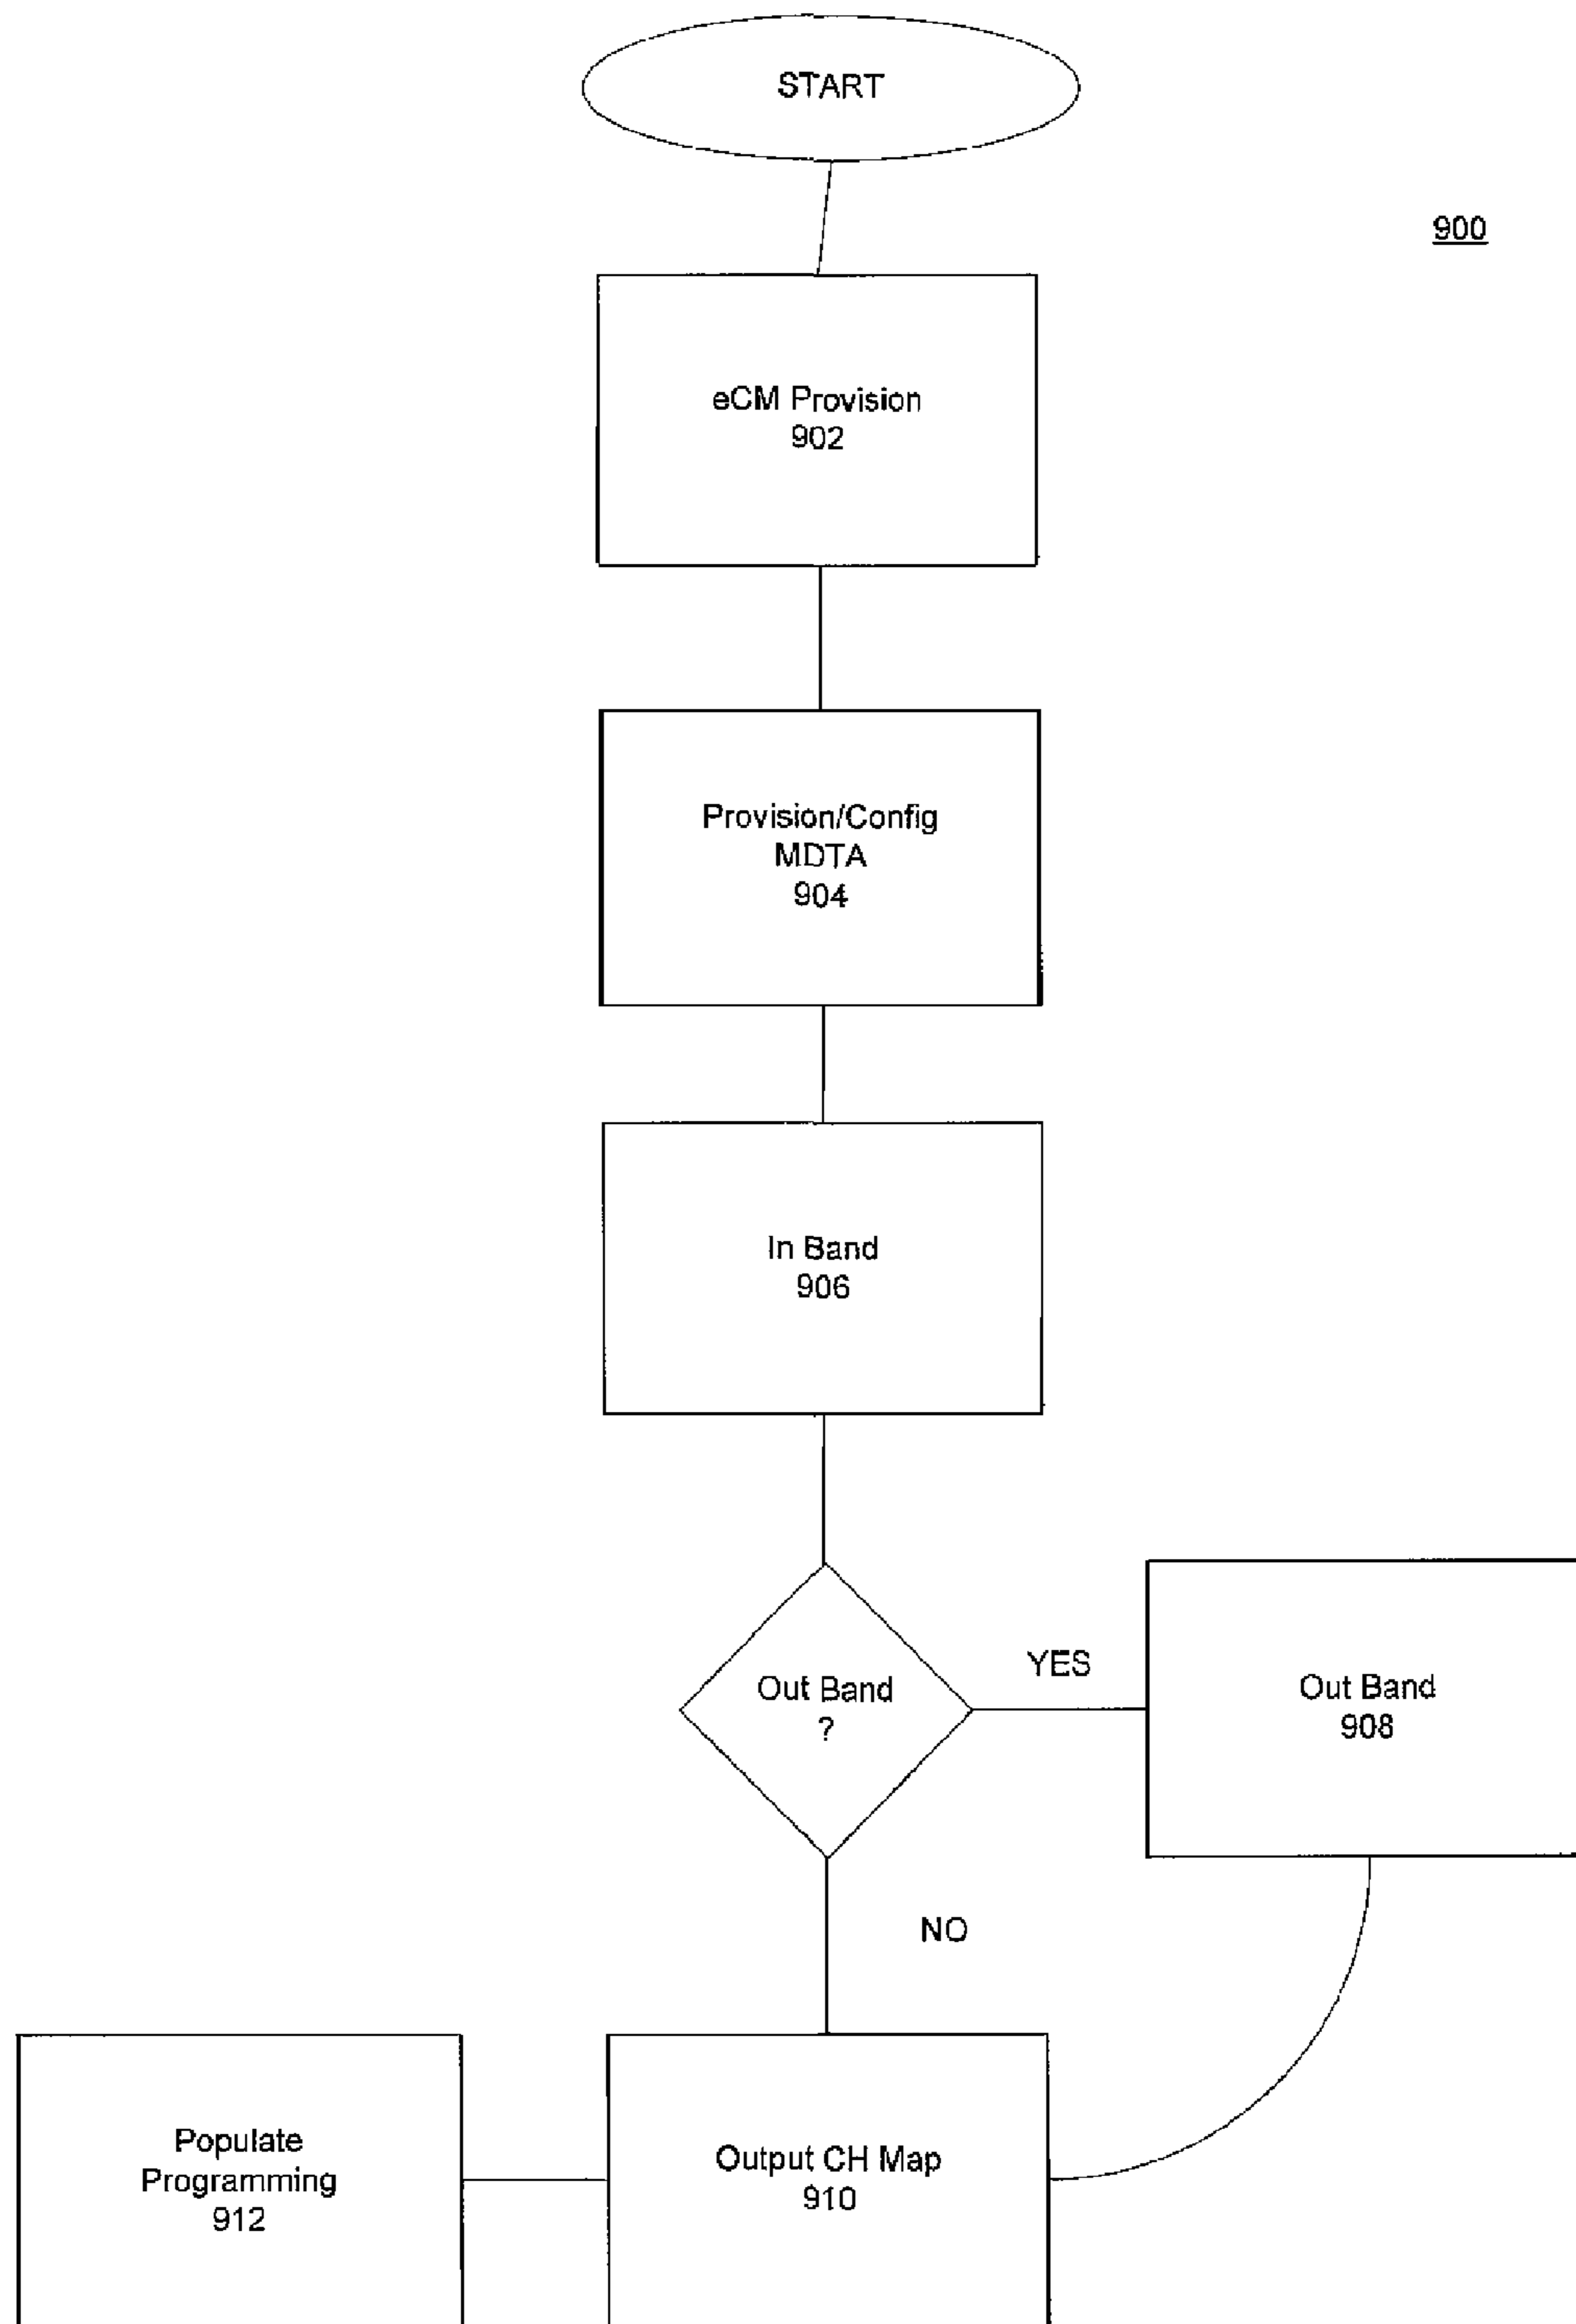 START
900
eCM Provision
902
Provision/Config
MDTA
904
In Band
906
Out Band
?
YES
Out Band
908
NO
Populate
Programming
912
Output CH Map
910